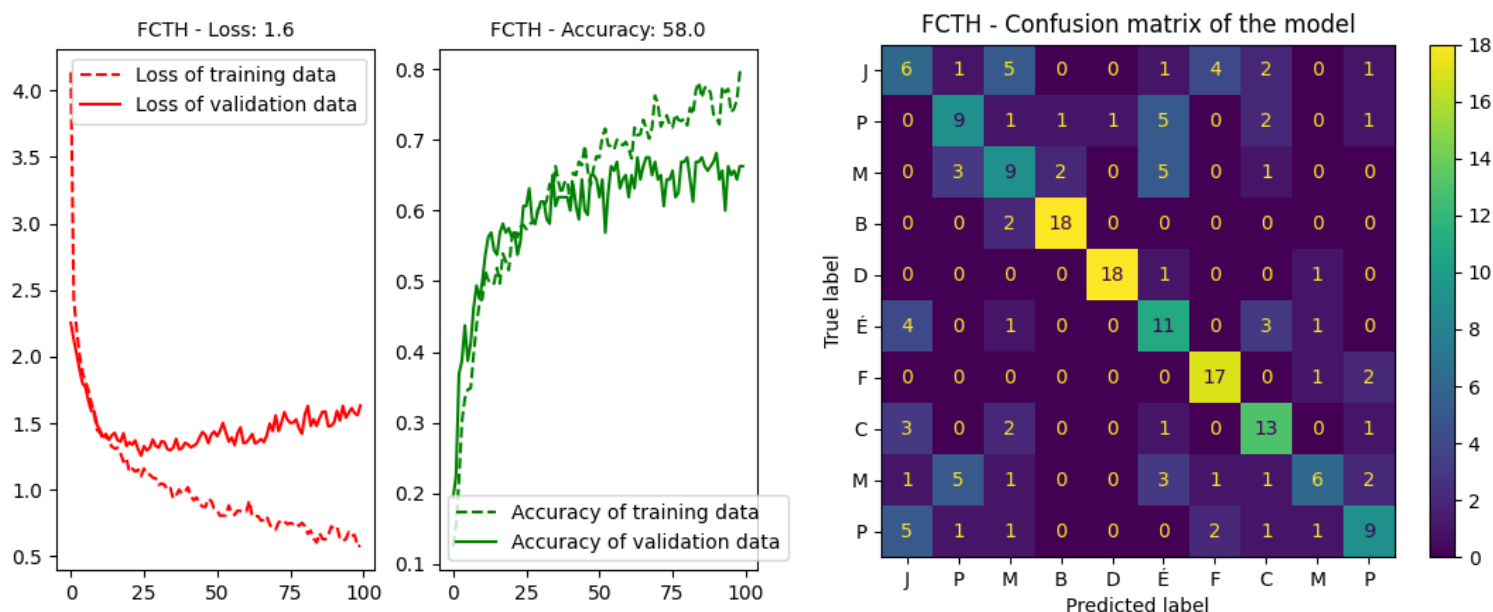 FCTH - Loss: 1.6
Loss of training data
Loss of validation data
4.0
3.5
3.0
2.5
2.0
1.5
1.0
0.5
0 25 50 75 100
FCTH - Accuracy: 58.0
0.8
0.7
0.6
0.5
0.4
0.3
0.2
0.1
Accuracy of training data
Accuracy of validation data
0 25 50 75 100
FCTH - Confusion matrix of the model
True label
J 6 1 5 0 0 1 4 2 0 1
P 0 9 1 1 1 5 0 2 0 1
M 0 3 9 2 0 5 0 1 0 0
B 0 0 2 18 0 0 0 0 0 0
D 0 0 0 0 18 1 0 0 1 0
É 4 0 1 0 0 11 0 3 1 0
F 0 0 0 0 0 0 17 0 1 2
C 3 0 2 0 0 1 0 13 0 1
M 1 5 1 0 0 3 1 1 6 2
P 5 1 1 0 0 0 2 1 1 9
J P M B D É F C M P
Predicted label
18
16
14
12
10
8
6
4
2
0